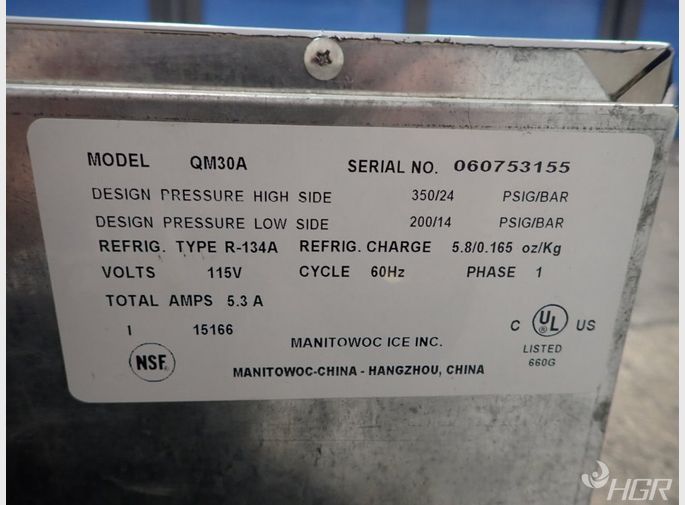 MODEL QM30A SERIAL NO. 060753155
DESIGN PRESSURE HIGH SIDE 350/24 PSIG/BAR
DESIGN PRESSURE LOW SIDE 200/14 PSIG/BAR
REFRIG. TYPE R-134A REFRIG. CHARGE 5.8/0.165 oz/Kg
VOLTS 115V CYCLE 60Hz PHASE 1
TOTAL AMPS 5.3 A
I 15166
C UL ® US
LISTED
660G
MANITOWOC ICE INC.
NSF
MANITOWOC-CHINA - HANGZHOU, CHINA
HGR